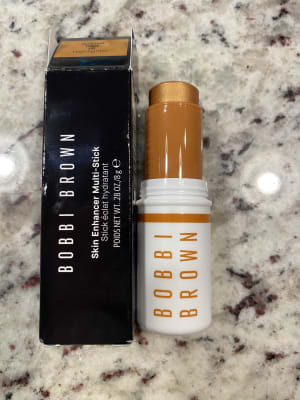 BOBBI BROWN
Skin Enhancer Multi-Stick
Stick éclat hydratant
POIDS NET WT. .28 OZ/8 g ℮
BOBBI
BROWN